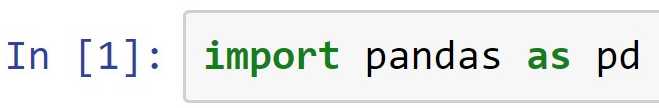 In [1]: import pandas as pd